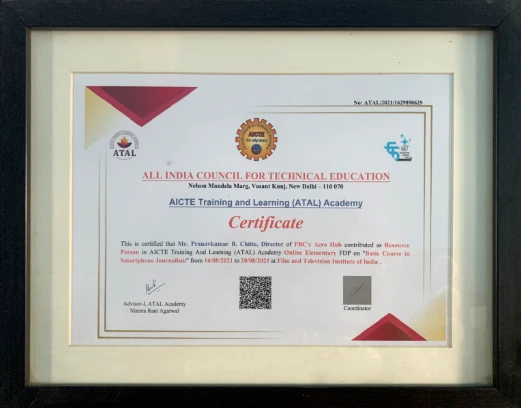 No: ATAL/2021/1629890629
ATAL
AICTE
ALL INDIA COUNCIL FOR TECHNICAL EDUCATION
Nelson Mandela Marg, Vasant Kunj, New Delhi – 110 070
AICTE Training and Learning (ATAL) Academy
Certificate
This is certified that Mr. Pranavkumar B. Chitte, Director of PBC's Aero Hub contributed as Resource
Person in AICTE Training And Learning (ATAL) Academy Online Elementary FDP on "Basic Course in
Smartphone Journalism" from 16/08/2021 to 20/08/2021 at Film and Television Institute of India .
Advisor-I, ATAL Academy
Mamta Rani Agarwal
Coordinator